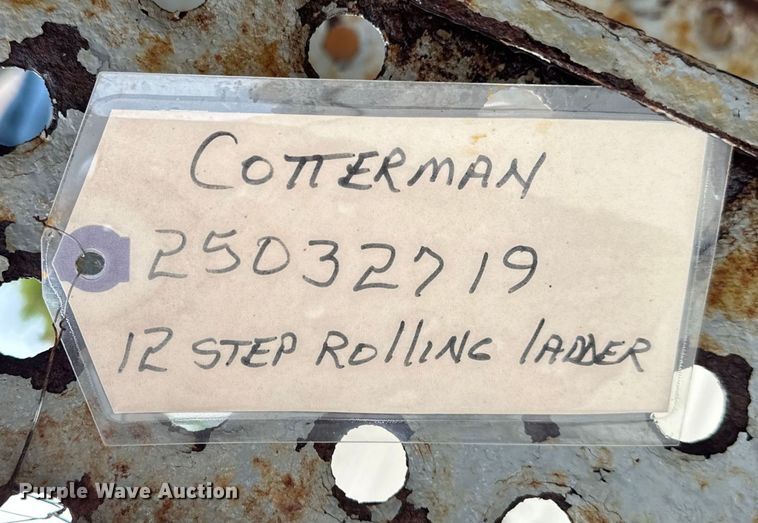 COTTERMAN
25032719
12 STEP ROLLING LADDER
Purple Wave Auction